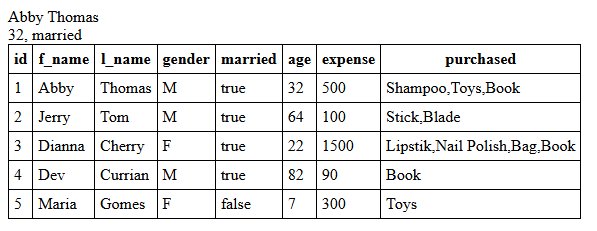 Abby Thomas
32, married
id f_name l_name gender married age expense purchased
1 Abby Thomas M true 32 500 Shampoo,Toys,Book
2 Jerry Tom M true 64 100 Stick,Blade
3 Dianna Cherry F true 22 1500 Lipstik,Nail Polish,Bag,Book
4 Dev Currian M true 82 90 Book
5 Maria Gomes F false 7 300 Toys